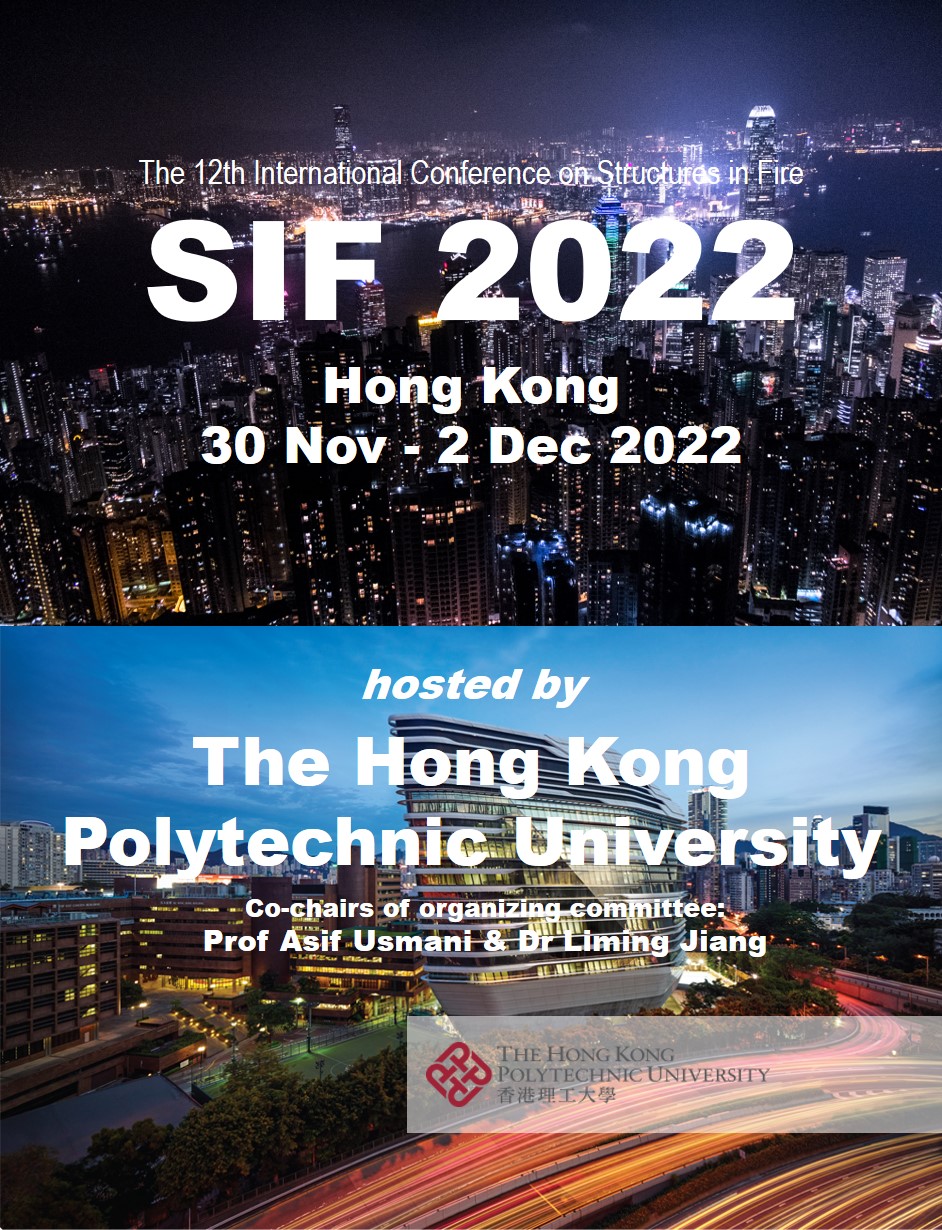 The 12th International Conference on Structures in Fire
SIF 2022
Hong Kong
30 Nov - 2 Dec 2022
hosted by
The Hong Kong
Polytechnic University
Co-chairs of organizing committee:
Prof Asif Usmani & Dr Liming Jiang
THE HONG KONG
POLYTECHNIC UNIVERSITY
香港理工大學